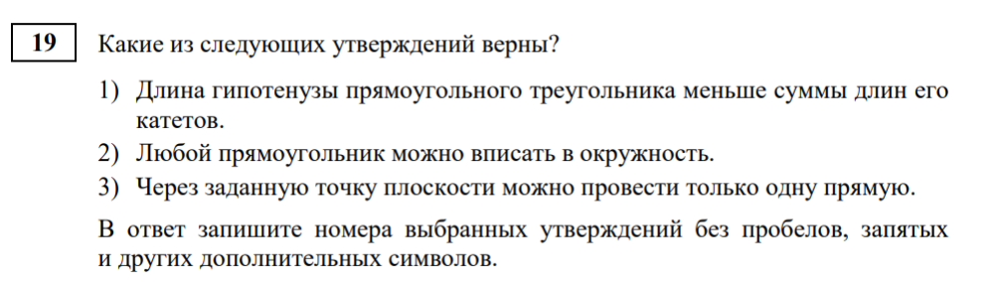 19 Какие из следующих утверждений верны?
1) Длина гипотенузы прямоугольного треугольника меньше суммы длин его
катетов.
2) Любой прямоугольник можно вписать в окружность.
3) Через заданную точку плоскости можно провести только одну прямую.
В ответ запишите номера выбранных утверждений без пробелов, запятых
и других дополнительных символов.